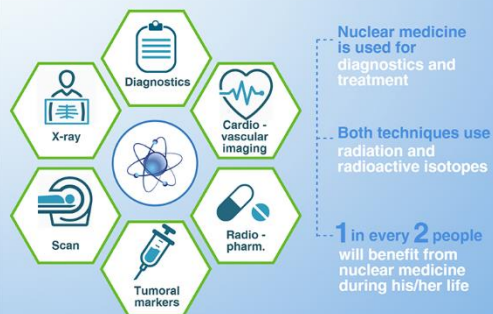 Diagnostics
X-ray
Cardio -
vascular
imaging
Scan
Radio -
pharm.
Tumoral
markers
Nuclear medicine
is used for
diagnostics and
treatment
Both techniques use
radiation and
radioactive isotopes
1 in every 2 people
will benefit from
nuclear medicine
during his/her life